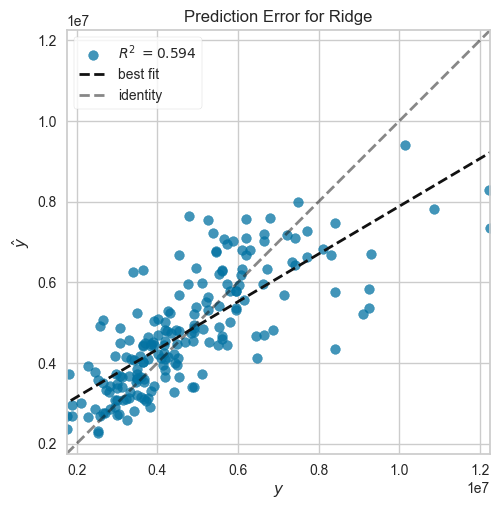 Prediction Error for Ridge
1e7
R² = 0.594
best fit
identity
1.2
1.0
0.8
0.6
0.4
0.2
ŷ
0.2 0.4 0.6 0.8 1.0 1.2
1e7
y